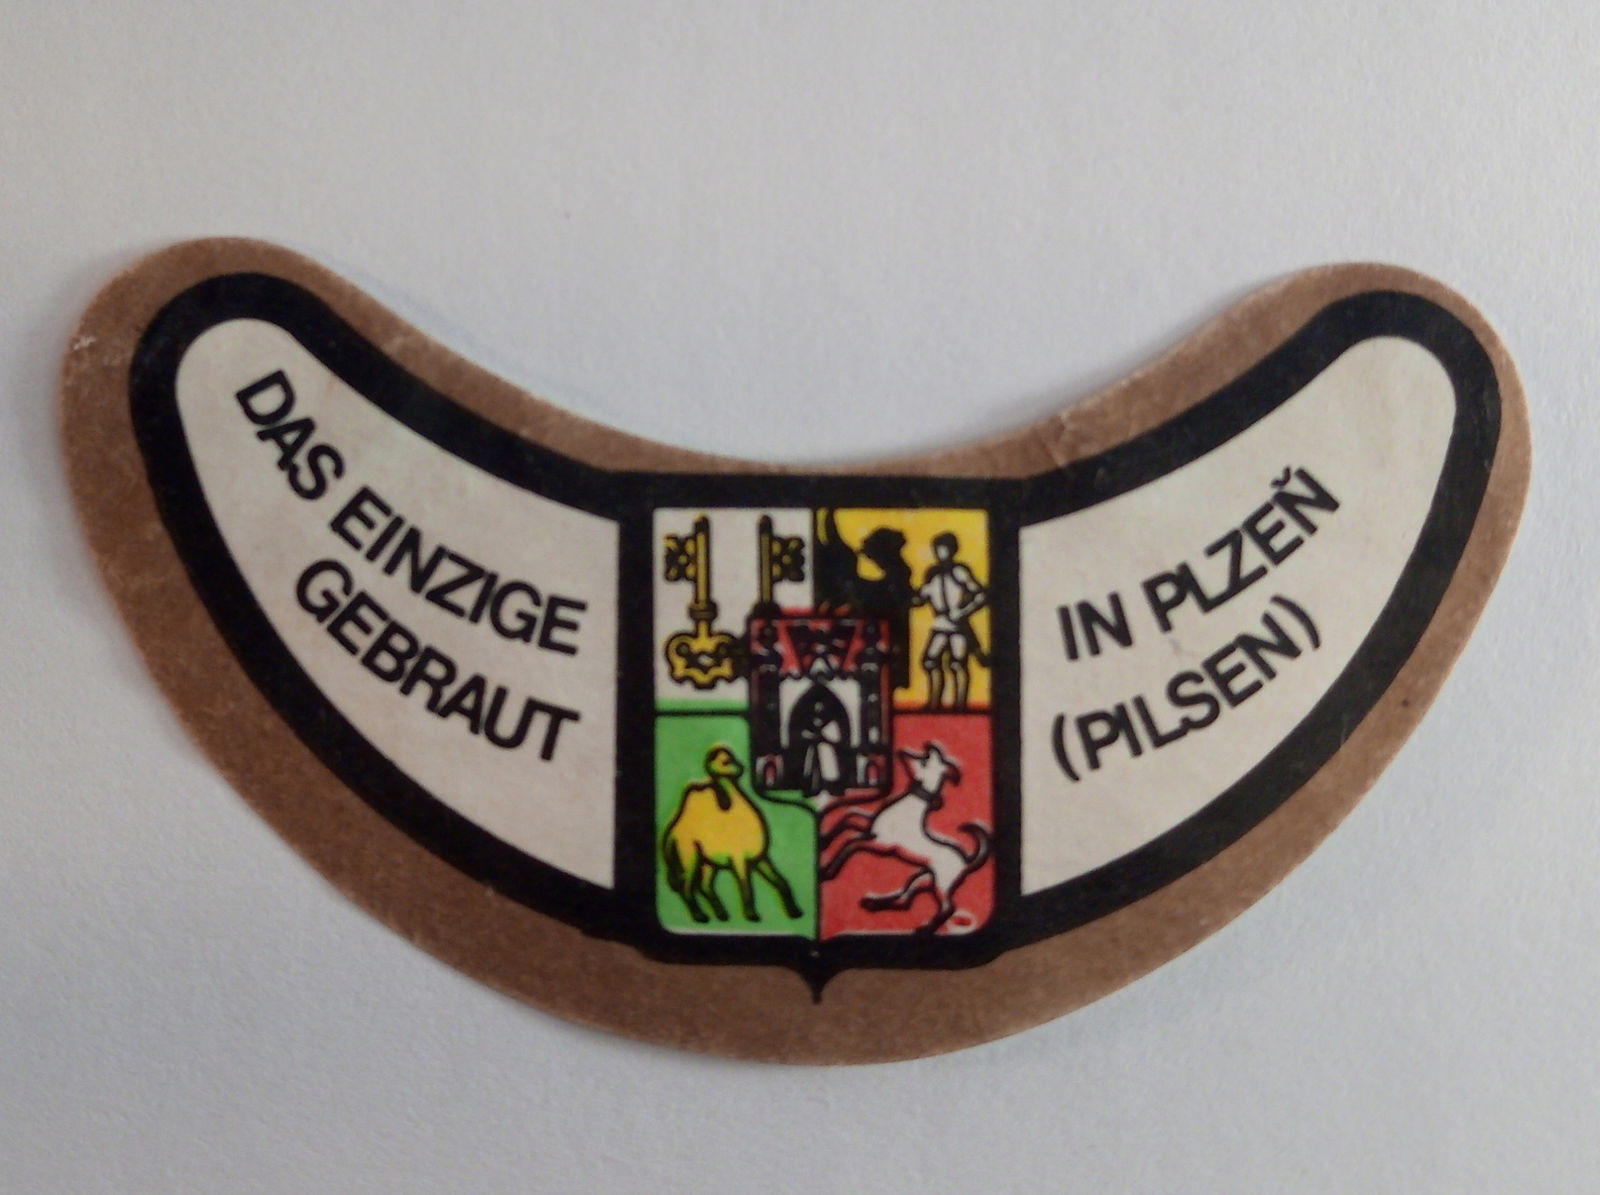 DAS EINZIGE
GEBRAUT
IN PLZEŇ
(PILSEN)